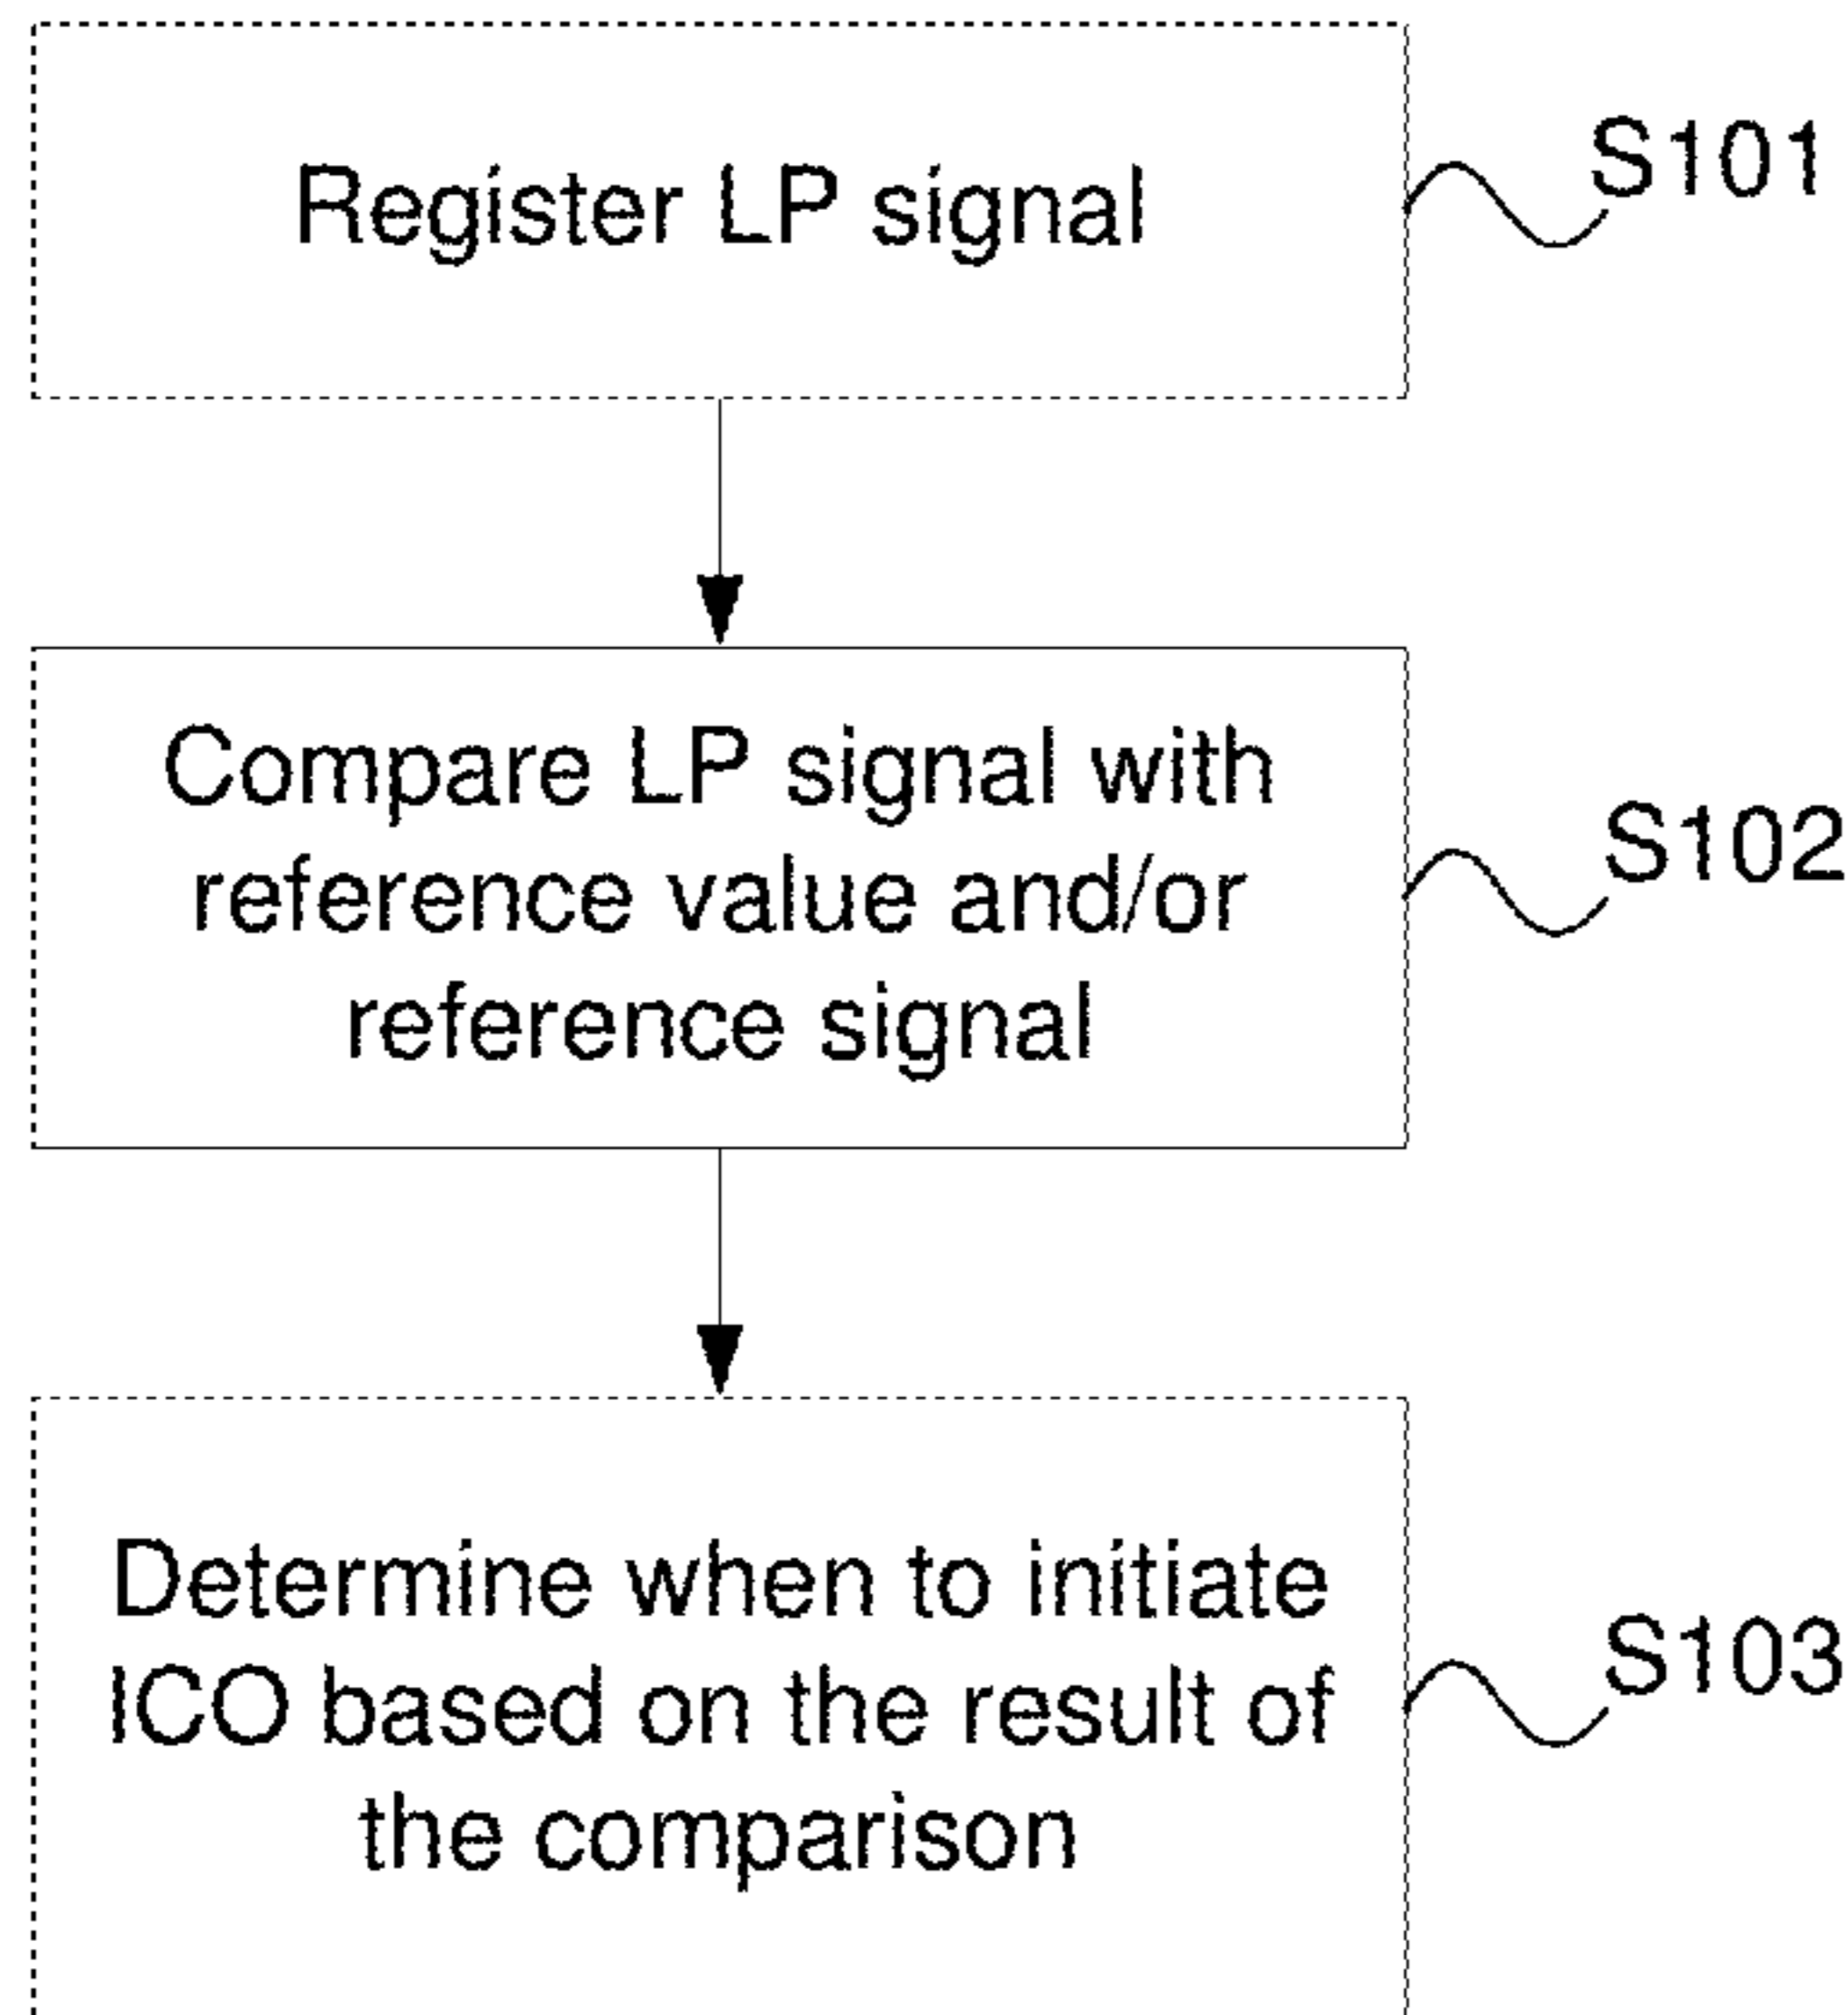 Register LP signal
S101
Compare LP signal with
reference value and/or
reference signal
S102
Determine when to initiate
ICO based on the result of
the comparison
S103